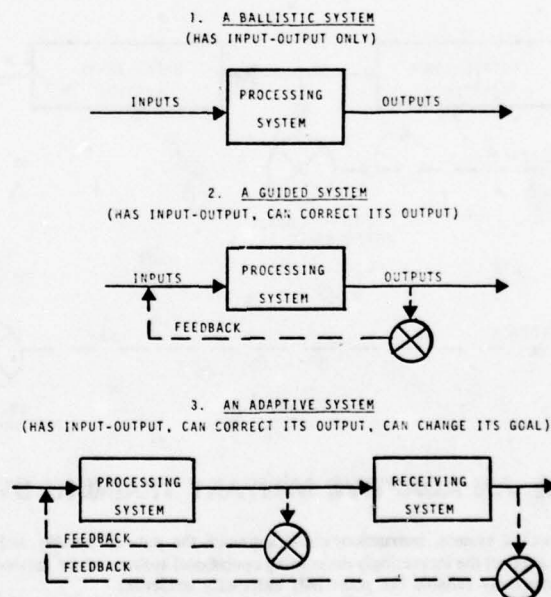 1. A BALLISTIC SYSTEM
(HAS INPUT-OUTPUT ONLY)
INPUTS
PROCESSING
SYSTEM
OUTPUTS
2. A GUIDED SYSTEM
(HAS INPUT-OUTPUT, CAN CORRECT ITS OUTPUT)
INPUTS
PROCESSING
SYSTEM
OUTPUTS
FEEDBACK
3. AN ADAPTIVE SYSTEM
(HAS INPUT-OUTPUT, CAN CORRECT ITS OUTPUT, CAN CHANGE ITS GOAL)
PROCESSING
SYSTEM
RECEIVING
SYSTEM
FEEDBACK
FEEDBACK